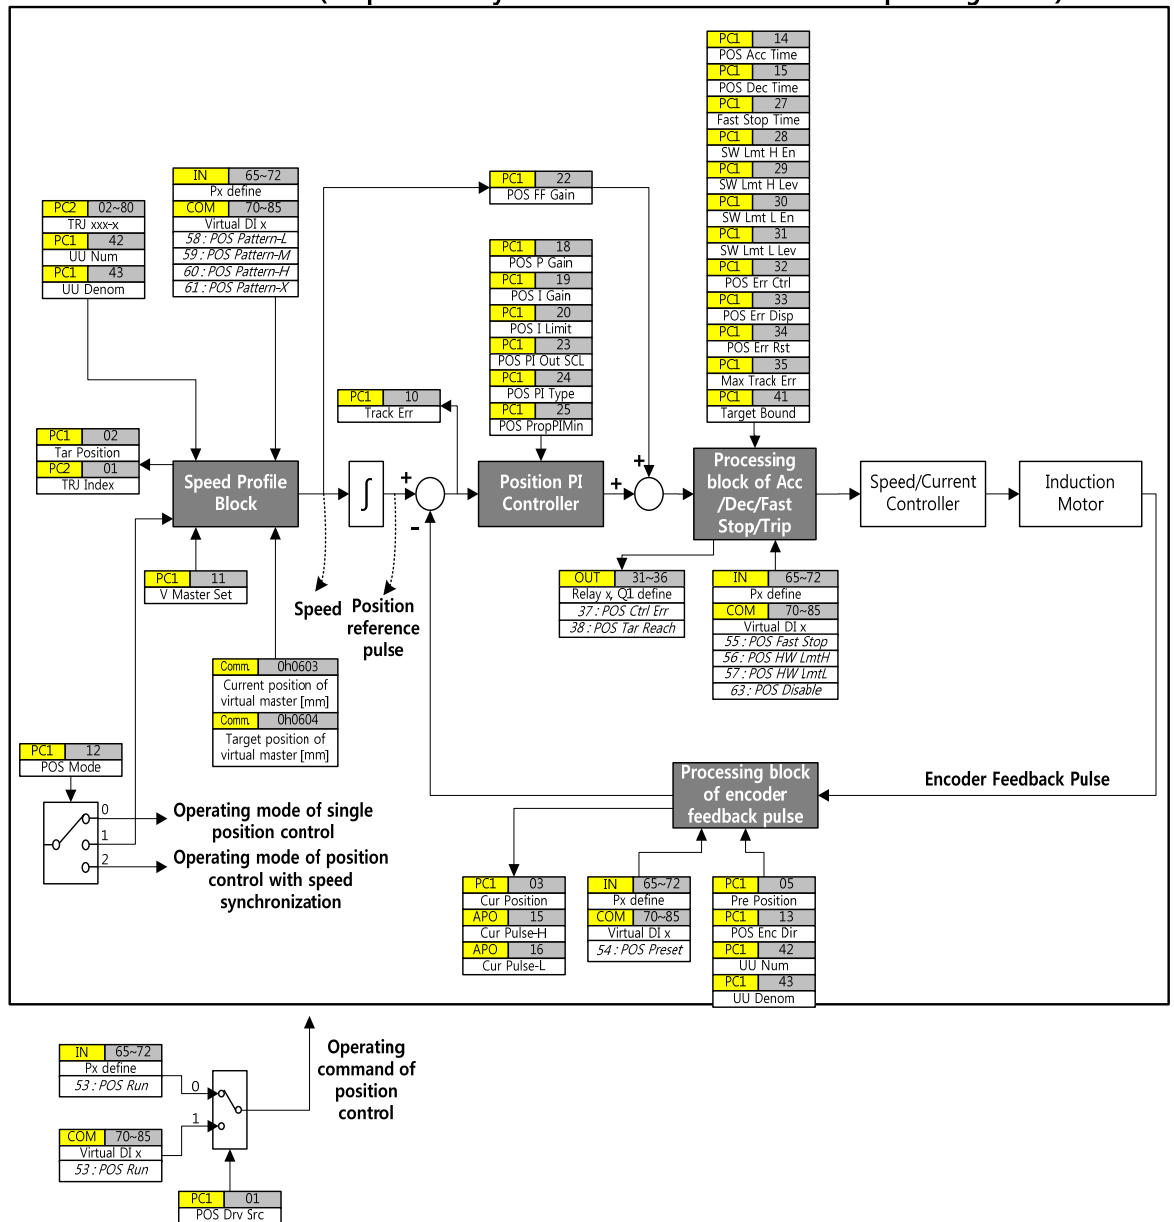 PC1 14
POS Acc Time
PC1 15
POS Dec Time
PC1 27
Fast Stop Time
PC1 28
SW Lmt H En
PC1 29
SW Lmt H Lev
PC1 30
SW Lmt L En
PC1 31
SW Lmt L Lev
PC1 32
POS Err Ctrl
PC1 33
POS Err Disp
PC1 34
POS Err Rst
PC1 35
Max Track Err
PC1 41
Target Bound
IN 65~72
Px define
COM 70~85
Virtual DI x
58 : POS Pattern-L
59 : POS Pattern-M
60 : POS Pattern-H
61 : POS Pattern-X
PC2 02~80
TRJ xxx-x
PC1 42
UU Num
PC1 43
UU Denom
PC1 22
POS FF Gain
PC1 18
POS P Gain
PC1 19
POS I Gain
PC1 20
POS I Limit
PC1 23
POS PI Out SCL
PC1 24
POS PI Type
PC1 25
POS PropPIMin
PC1 10
Track Err
PC1 02
Tar Position
PC2 01
TRJ Index
Speed Profile
Block
∫
+
-
Position PI
Controller
+
+
Processing
block of Acc
/Dec/Fast
Stop/Trip
Speed/Current
Controller
Induction
Motor
PC1 11
V Master Set
Speed
Position
reference
pulse
OUT 31~36
Relay x, Q1 define
37 : POS Ctrl Err
38 : POS Tar Reach
IN 65~72
Px define
COM 70~85
Virtual DI x
55 : POS Fast Stop
56 : POS HW LmtH
57 : POS HW LmtL
63 : POS Disable
Comm. 0h0603
Current position of
virtual master [mm]
Comm. 0h0604
Target position of
virtual master [mm]
PC1 12
POS Mode
0
1
2
Operating mode of single
position control
Operating mode of position
control with speed
synchronization
Processing block
of encoder
feedback pulse
Encoder Feedback Pulse
PC1 03
Cur Position
APO 15
Cur Pulse-H
APO 16
Cur Pulse-L
IN 65~72
Px define
COM 70~85
Virtual DI x
54 : POS Preset
PC1 05
Pre Position
PC1 13
POS Enc Dir
PC1 42
UU Num
PC1 43
UU Denom
IN 65~72
Px define
53 : POS Run
0
1
COM 70~85
Virtual DI x
53 : POS Run
Operating
command of
position
control
PC1 01
POS Drv Src